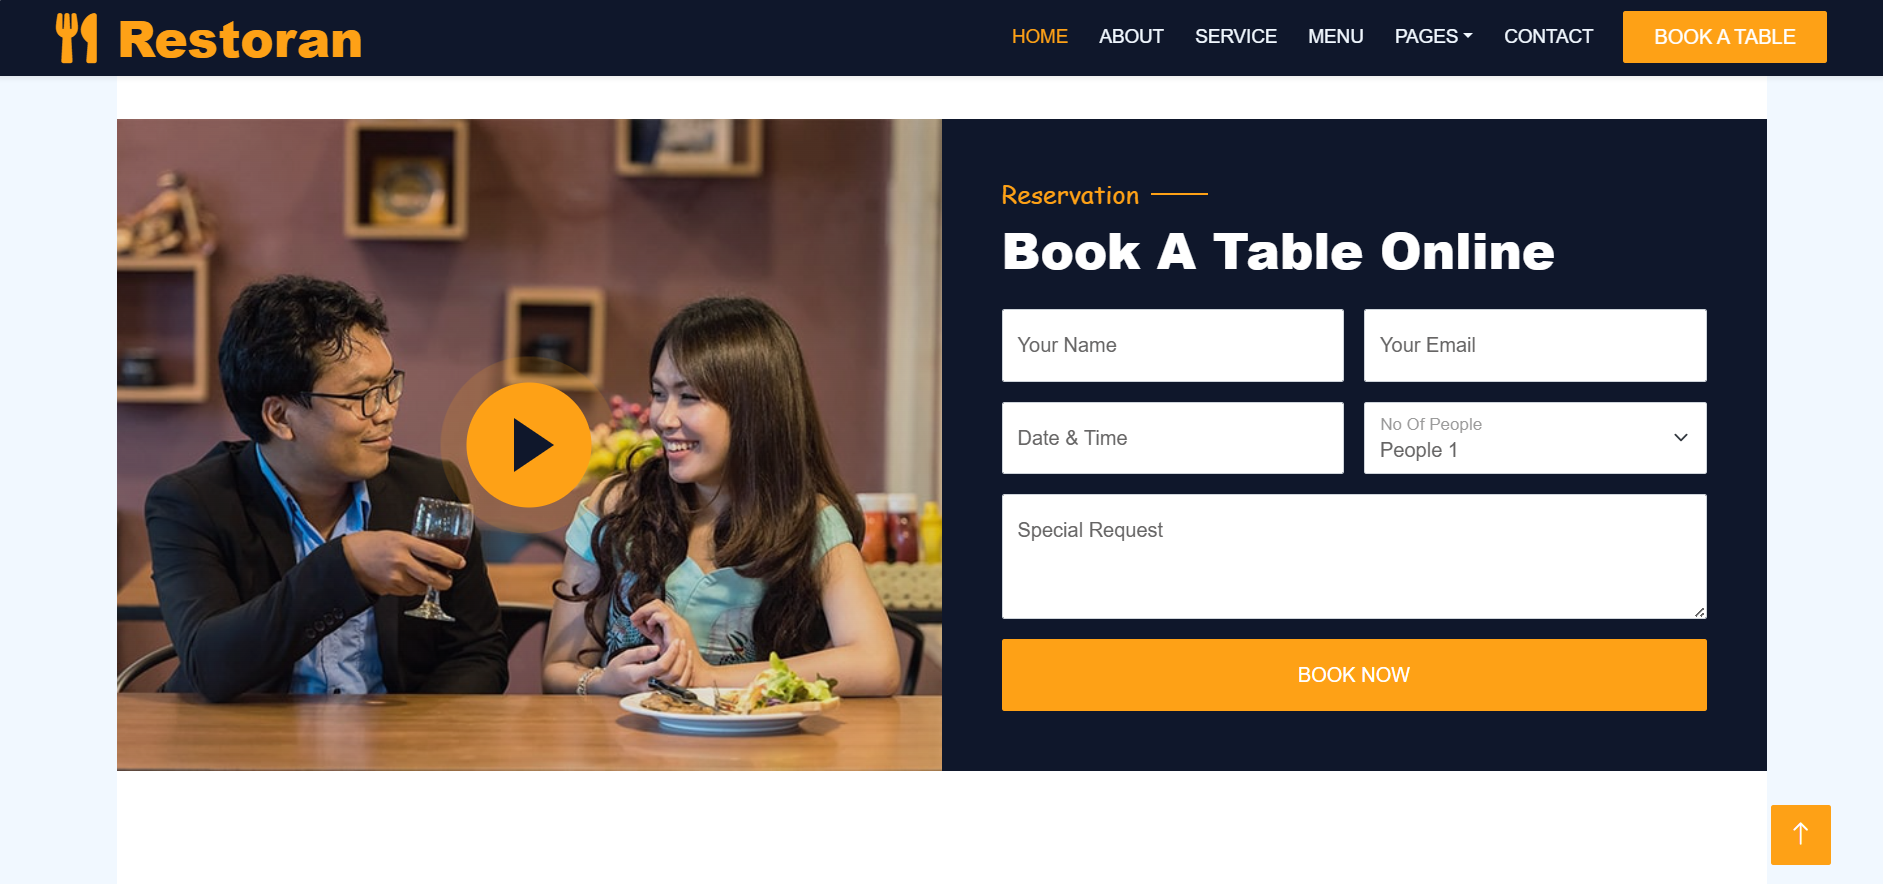 Restoran
HOME ABOUT SERVICE MENU PAGES CONTACT BOOK A TABLE
Reservation
Book A Table Online
Your Name
Your Email
Date & Time
No Of People
People 1
Special Request
BOOK NOW